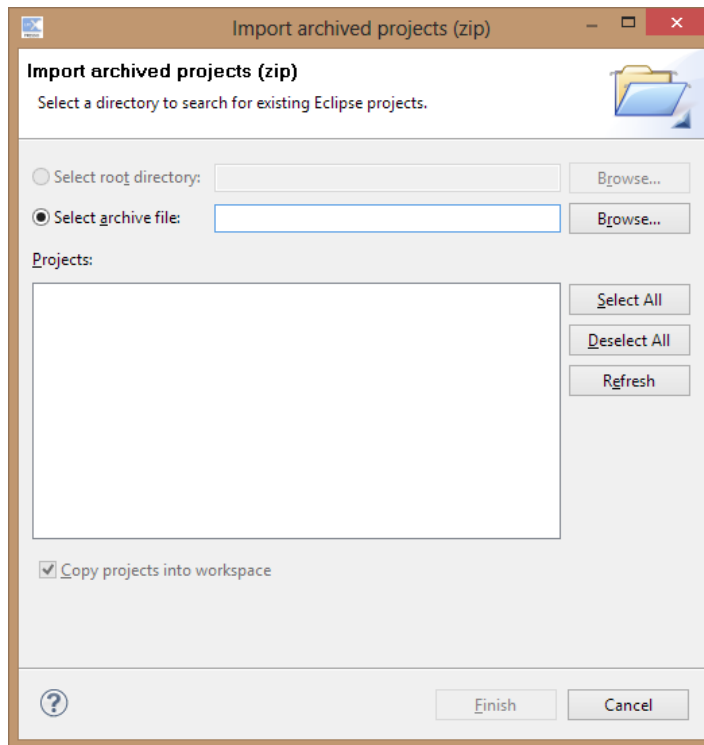 Import archived projects (zip)
Import archived projects (zip)
Select a directory to search for existing Eclipse projects.
Select root directory:
Browse...
Select archive file:
Browse...
Projects:
Select All
Deselect All
Refresh
Copy projects into workspace
?
Finish
Cancel